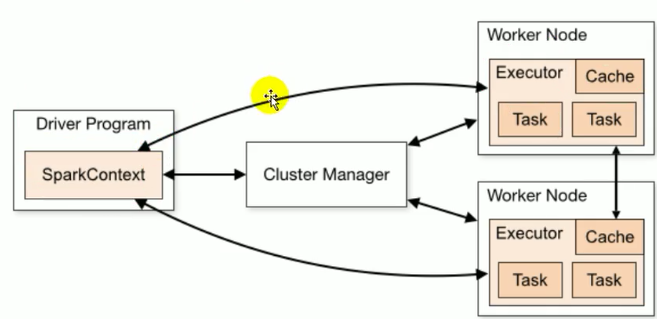 Driver Program
SparkContext
Cluster Manager
Worker Node
Executor
Cache
Task
Task
Worker Node
Executor
Cache
Task
Task